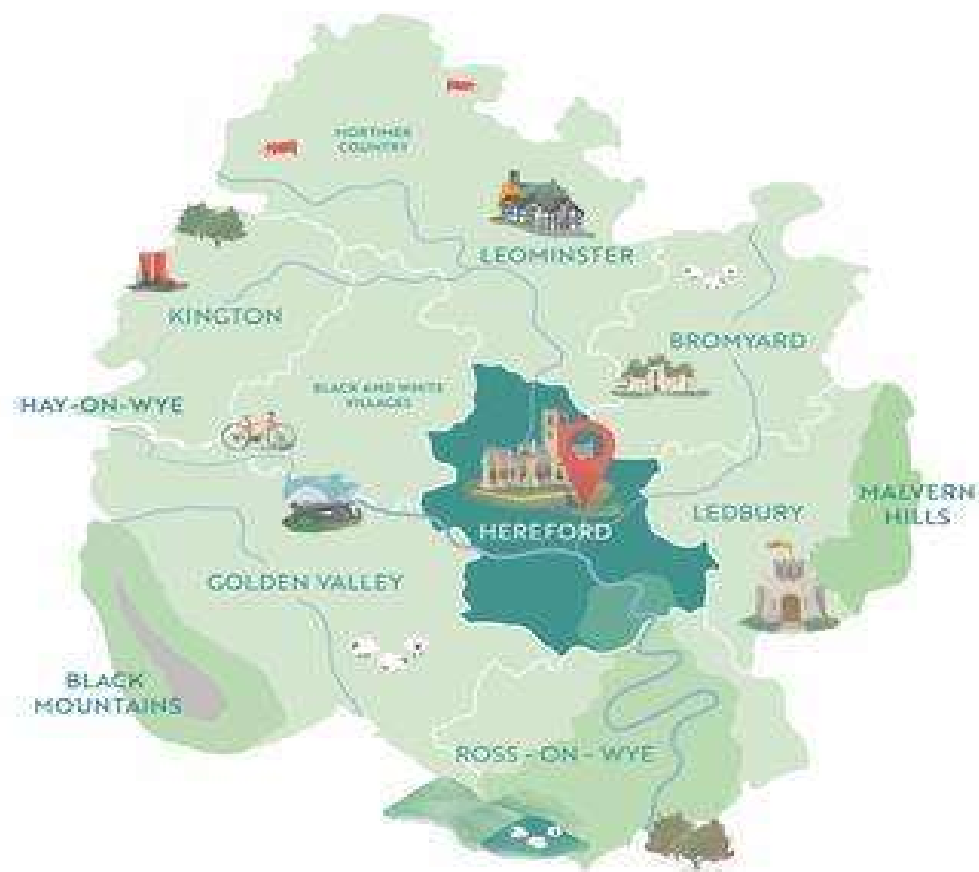 MORTIMER
COUNTRY
LEOMINSTER
KINGTON
BROMYARD
BLACK AND WHITE
VILLAGES
HAY-ON-WYE
MALVERN
HILLS
LEDBURY
HEREFORD
GOLDEN VALLEY
BLACK
MOUNTAINS
ROSS - ON - WYE